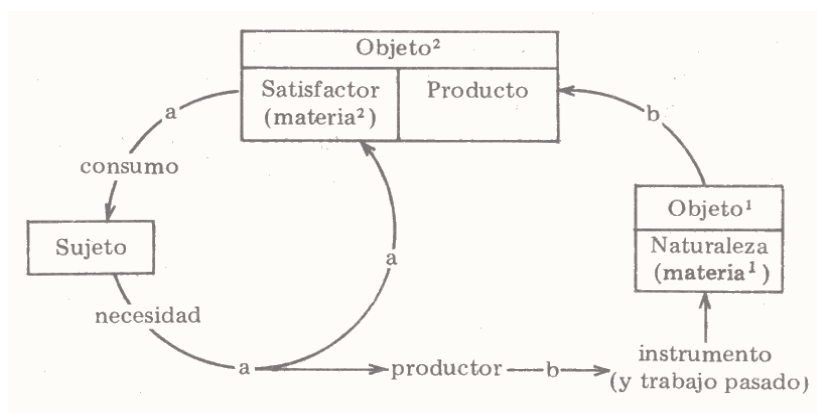 Objeto²
Satisfactor
(materia²)
Producto
a
b
consumo
Objeto¹
Sujeto
Naturaleza
(materia¹)
a
necesidad
a
productor
b
instrumento
(y trabajo pasado)